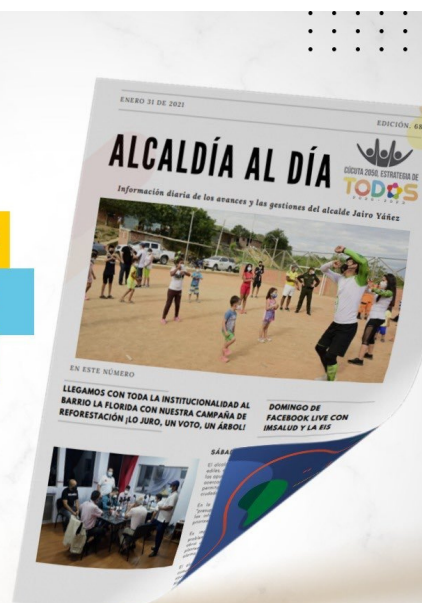 ENERO 31 DE 2021
EDICIÓN. 68
ALCALDÍA AL DÍA
CÚCUTA 2050, ESTRATEGIA DE
TODOS
Información diaria de los avances y las gestiones del alcalde Jairo Yáñez
EN ESTE NÚMERO
LLEGAMOS CON TODA LA INSTITUCIONALIDAD AL
BARRIO LA FLORIDA CON NUESTRA CAMPAÑA DE
REFORESTACIÓN ¡LO JURO, UN VOTO, UN ÁRBOL!
DOMINGO DE
FACEBOOK LIVE CON
IMSALUD Y LA EIS